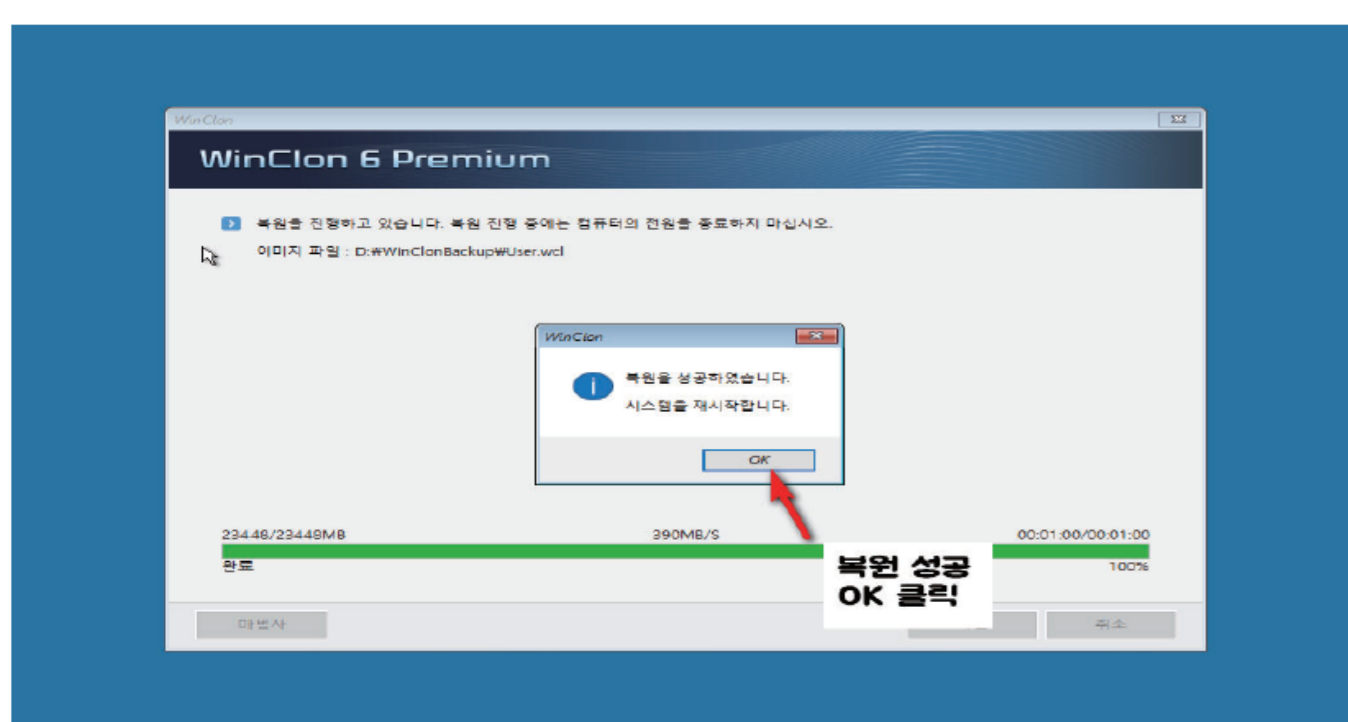 WinClon
WinClon 6 Premium
복원을 진행하고 있습니다. 복원 진행 중에는 컴퓨터의 전원을 종료하지 마십시오.
이미지 파일 : D:₩WinClonBackup₩User.wcl
WinClon
복원을 성공하였습니다.
시스템을 재시작합니다.
OK
23448/23448MB 390MB/S 00:01:00/00:01:00
완료 100%
복원 성공
OK 클릭
마법사 취소